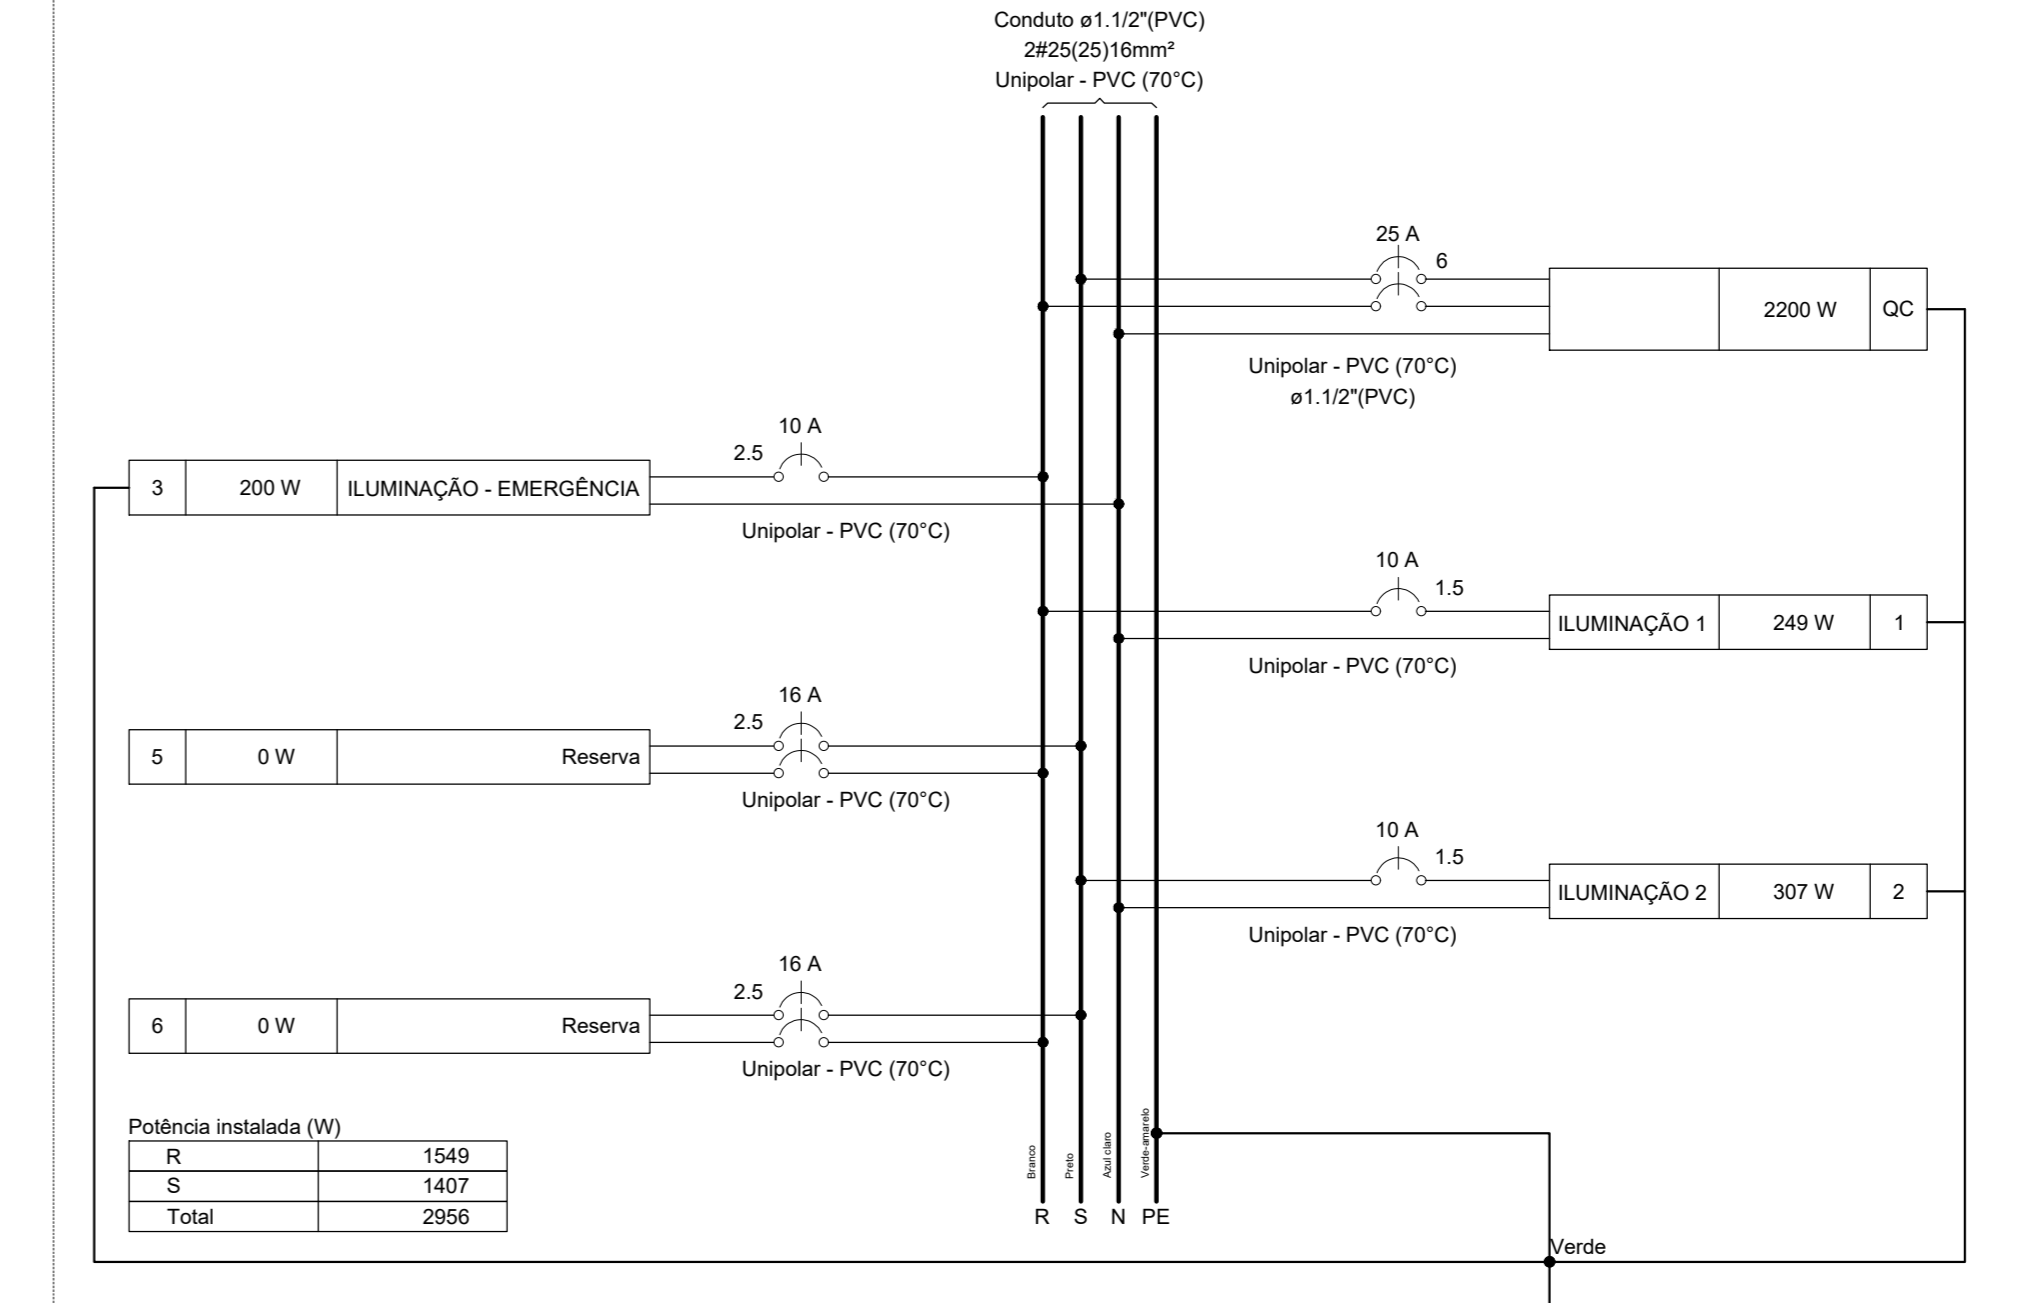 Conduto ø1.1/2"(PVC)
2#25(25)16mm²
Unipolar - PVC (70°C)
25 A
6
2200 W
QC
Unipolar - PVC (70°C)
ø1.1/2"(PVC)
10 A
2.5
3
200 W
ILUMINAÇÃO - EMERGÊNCIA
Unipolar - PVC (70°C)
10 A
1.5
ILUMINAÇÃO 1
249 W
1
Unipolar - PVC (70°C)
16 A
2.5
5
0 W
Reserva
Unipolar - PVC (70°C)
10 A
1.5
ILUMINAÇÃO 2
307 W
2
Unipolar - PVC (70°C)
16 A
2.5
6
0 W
Reserva
Unipolar - PVC (70°C)
Potência instalada (W)
R 1549
S 1407
Total 2956
Branco
Preto
Azul claro
Verde-amarelo
R S N PE
Verde